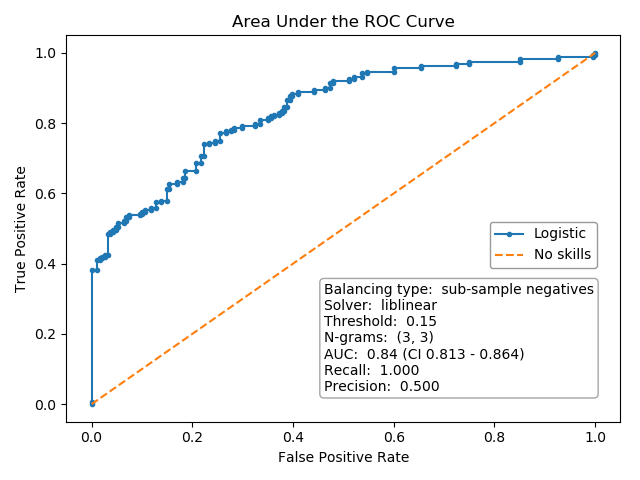 Area Under the ROC Curve
True Positive Rate
1.0
0.8
0.6
0.4
0.2
0.0
Logistic
No skills
Balancing type:  sub-sample negatives
Solver:  liblinear
Threshold:  0.15
N-grams:  (3, 3)
AUC:  0.84 (CI 0.813 - 0.864)
Recall:  1.000
Precision:  0.500
0.0 0.2 0.4 0.6 0.8 1.0
False Positive Rate